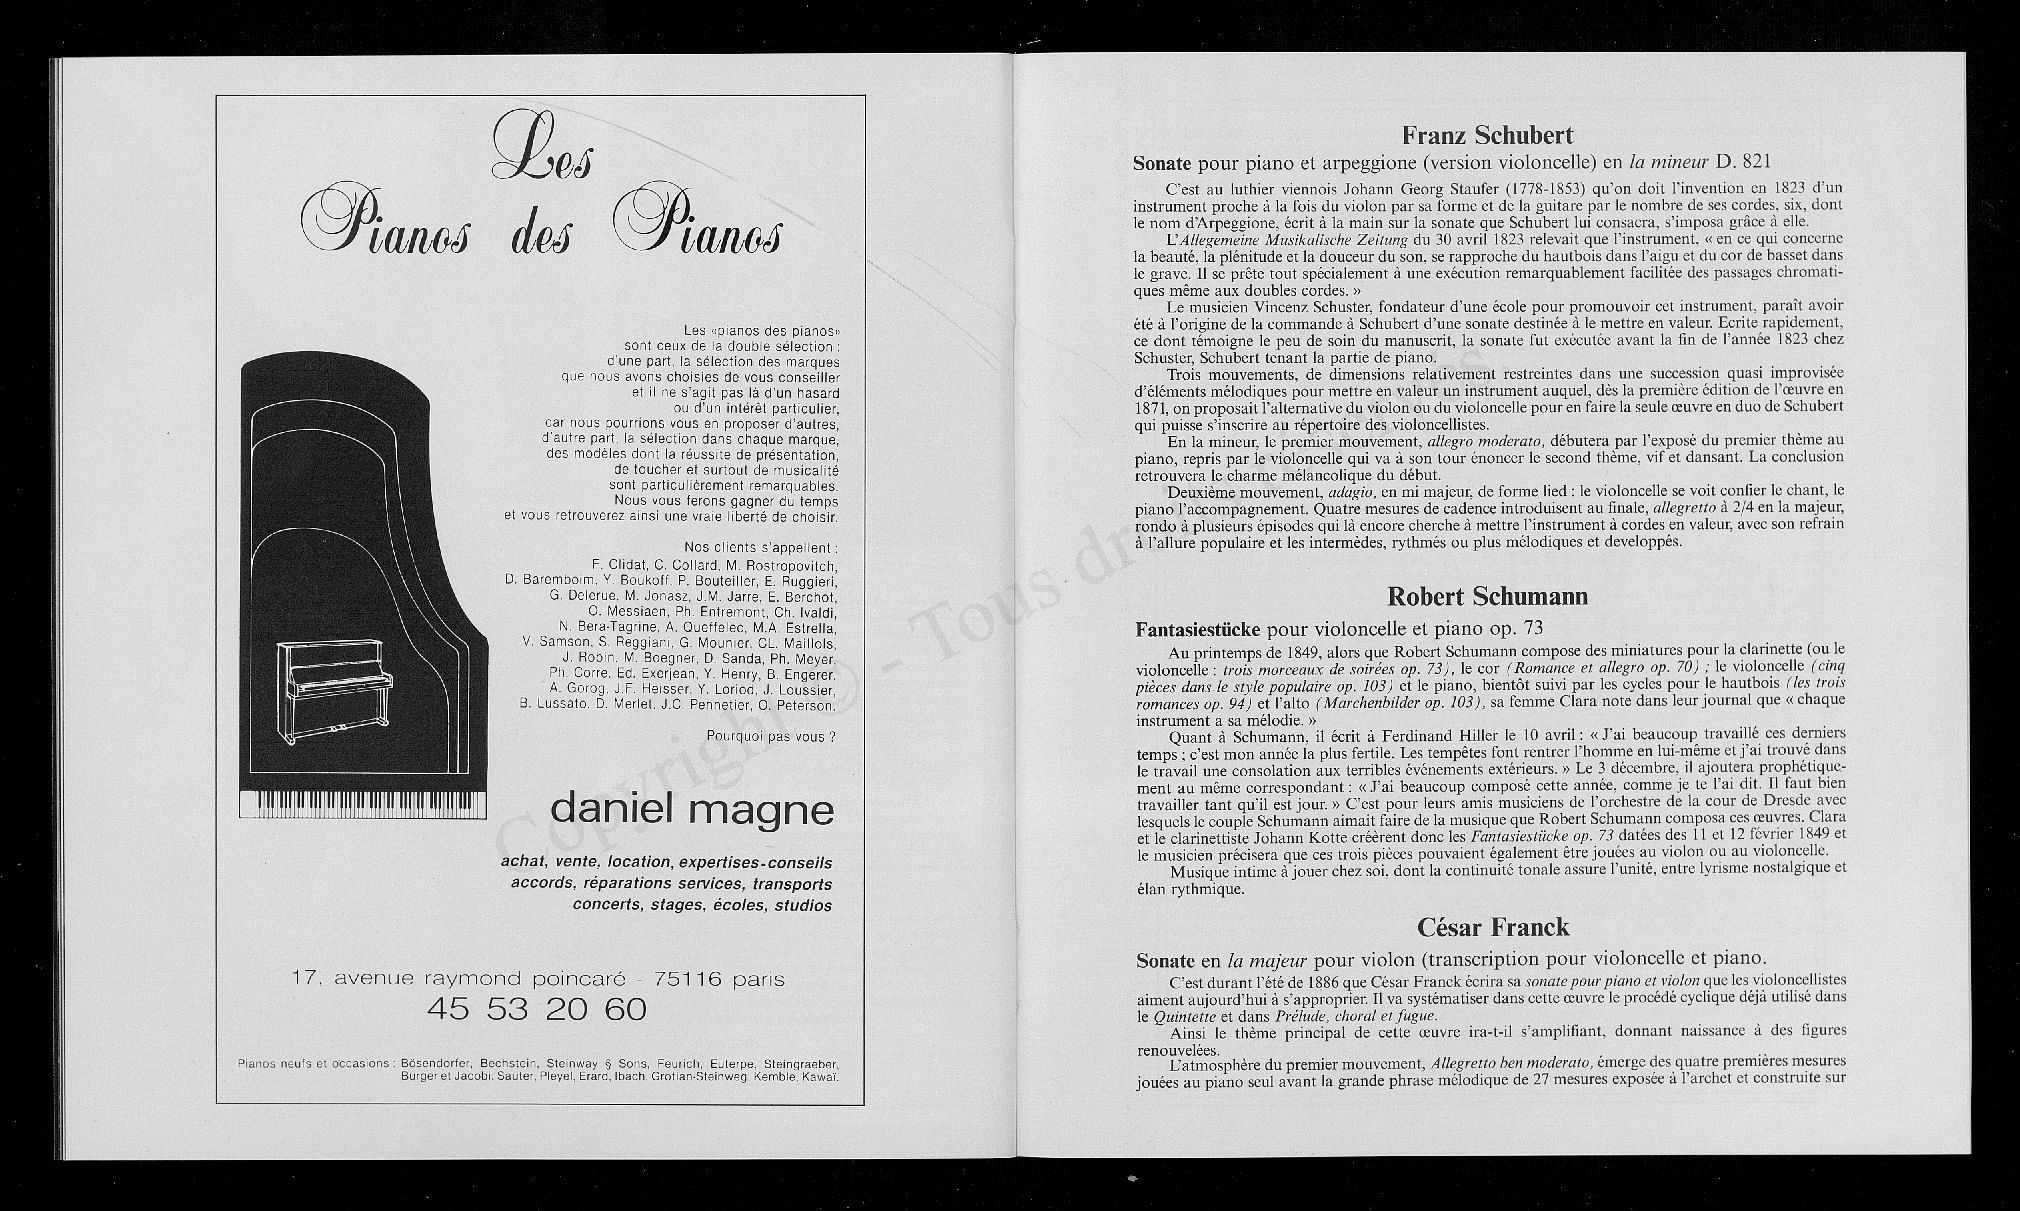 Les
Pianos des Pianos
Les «pianos des pianos»
sont ceux de la double sélection :
d'une part, la sélection des marques
que nous avons choisies de vous conseiller
et il ne s'agit pas là d'un hasard
ou d'un intérêt particulier,
car nous pourrions vous en proposer d'autres,
d'autre part, la sélection dans chaque marque,
des modèles dont la réussite de présentation,
de toucher et surtout de musicalité
sont particulièrement remarquables.
Nous vous ferons gagner du temps
et vous retrouverez ainsi une vraie liberté de choisir.
Nos clients s'appellent :
F. Clidat, C. Collard, M. Rostropovitch,
D. Baremboim, Y. Boukoff, P. Bouteiller, E. Ruggieri,
G. Delerue, M. Jonasz, J.M. Jarre, E. Berchot,
O. Messiaen, Ph. Entremont, Ch. Ivaldi,
N. Bera-Tagrine, A. Queffelec, M.A. Estrella,
V. Samson, S. Reggiani, G. Mounier, CL. Maillols,
J. Robin, M. Boegner, D. Sanda, Ph. Meyer,
Ph. Corre, Ed. Exerjean, Y. Henry, B. Engerer,
A. Gorog, J.F. Heisser, Y. Loriod, J. Loussier,
B. Lussato, D. Merlet, J.C. Pennetier, O. Peterson.
Pourquoi pas vous ?
daniel magne
achat, vente, location, expertises-conseils
accords, réparations services, transports
concerts, stages, écoles, studios
17, avenue raymond poincaré - 75116 paris
45 53 20 60
Pianos neufs et occasions : Bösendorfer, Bechstein, Steinway § Sons, Feurich, Euterpe, Steingraeber,
Burger et Jacobi, Sauter, Pleyel, Erard, Ibach, Grotian-Steinweg, Kemble, Kawaï.
Copyright © - Tous dr
Franz Schubert
Sonate pour piano et arpeggione (version violoncelle) en la mineur D. 821
C'est au luthier viennois Johann Georg Staufer (1778-1853) qu'on doit l'invention en 1823 d'un
instrument proche à la fois du violon par sa forme et de la guitare par le nombre de ses cordes, six, dont
le nom d'Arpeggione, écrit à la main sur la sonate que Schubert lui consacra, s'imposa grâce à elle.
L'Allegemeine Musikalische Zeitung du 30 avril 1823 relevait que l'instrument, « en ce qui concerne
la beauté, la plénitude et la douceur du son, se rapproche du hautbois dans l'aigu et du cor de basset dans
le grave. Il se prête tout spécialement à une exécution remarquablement facilitée des passages chromati-
ques même aux doubles cordes. »
Le musicien Vincenz Schuster, fondateur d'une école pour promouvoir cet instrument, paraît avoir
été à l'origine de la commande à Schubert d'une sonate destinée à le mettre en valeur. Ecrite rapidement,
ce dont témoigne le peu de soin du manuscrit, la sonate fut exécutée avant la fin de l'année 1823 chez
Schuster, Schubert tenant la partie de piano.
Trois mouvements, de dimensions relativement restreintes dans une succession quasi improvisée
d'éléments mélodiques pour mettre en valeur un instrument auquel, dès la première édition de l'œuvre en
1871, on proposait l'alternative du violon ou du violoncelle pour en faire la seule œuvre en duo de Schubert
qui puisse s'inscrire au répertoire des violoncellistes.
En la mineur, le premier mouvement, allegro moderato, débutera par l'exposé du premier thème au
piano, repris par le violoncelle qui va à son tour énoncer le second thème, vif et dansant. La conclusion
retrouvera le charme mélancolique du début.
Deuxième mouvement, adagio, en mi majeur, de forme lied : le violoncelle se voit confier le chant, le
piano l'accompagnement. Quatre mesures de cadence introduisent au finale, allegretto à 2/4 en la majeur,
rondo à plusieurs épisodes qui là encore cherche à mettre l'instrument à cordes en valeur, avec son refrain
à l'allure populaire et les intermèdes, rythmés ou plus mélodiques et developpés.
Robert Schumann
Fantasiestücke pour violoncelle et piano op. 73
Au printemps de 1849, alors que Robert Schumann compose des miniatures pour la clarinette (ou le
violoncelle : trois morceaux de soirées op. 73), le cor (Romance et allegro op. 70) ; le violoncelle (cinq
pièces dans le style populaire op. 103) et le piano, bientôt suivi par les cycles pour le hautbois (les trois
romances op. 94) et l'alto (Marchenbilder op. 103), sa femme Clara note dans leur journal que « chaque
instrument a sa mélodie. »
Quant à Schumann, il écrit à Ferdinand Hiller le 10 avril : « J'ai beaucoup travaillé ces derniers
temps ; c'est mon année la plus fertile. Les tempêtes font rentrer l'homme en lui-même et j'ai trouvé dans
le travail une consolation aux terribles événements extérieurs. » Le 3 décembre, il ajoutera prophétique-
ment au même correspondant : « J'ai beaucoup composé cette année, comme je te l'ai dit. Il faut bien
travailler tant qu'il est jour. » C'est pour leurs amis musiciens de l'orchestre de la cour de Dresde avec
lesquels le couple Schumann aimait faire de la musique que Robert Schumann composa ces œuvres. Clara
et le clarinettiste Johann Kotte créèrent donc les Fantasiestücke op. 73 datées des 11 et 12 février 1849 et
le musicien précisera que ces trois pièces pouvaient également être jouées au violon ou au violoncelle.
Musique intime à jouer chez soi, dont la continuité tonale assure l'unité, entre lyrisme nostalgique et
élan rythmique.
César Franck
Sonate en la majeur pour violon (transcription pour violoncelle et piano.
C'est durant l'été de 1886 que César Franck écrira sa sonate pour piano et violon que les violoncellistes
aiment aujourd'hui à s'approprier. Il va systématiser dans cette œuvre le procédé cyclique déjà utilisé dans
le Quintette et dans Prélude, choral et fugue.
Ainsi le thème principal de cette œuvre ira-t-il s'amplifiant, donnant naissance à des figures
renouvelées.
L'atmosphère du premier mouvement, Allegretto ben moderato, émerge des quatre premières mesures
jouées au piano seul avant la grande phrase mélodique de 27 mesures exposée à l'archet et construite sur